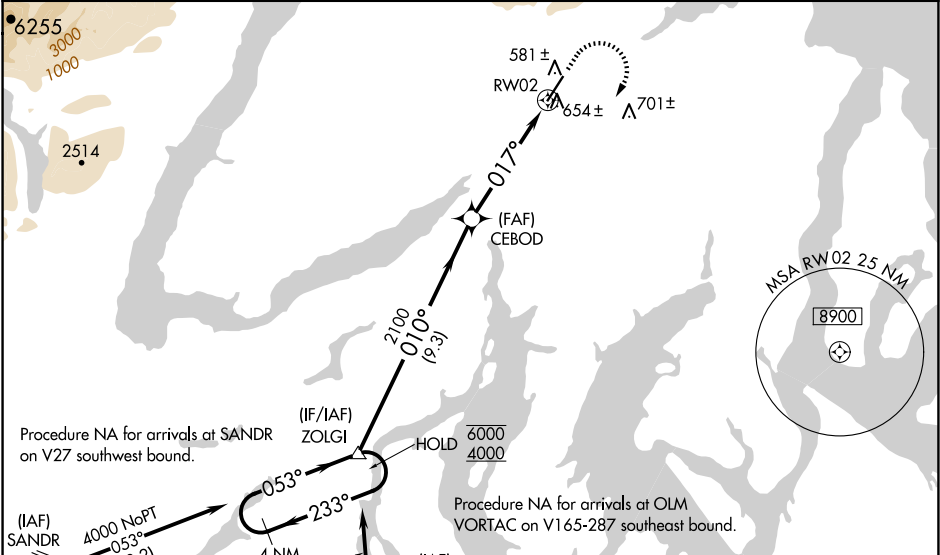 6255
3000
1000
2514
581 ±
RW02
654 ±
701 ±
017°
(FAF)
CEBOD
MSA RW02 25 NM
8900
2100
010°
(9.3)
(IF/IAF)
ZOLGI
HOLD
6000
4000
Procedure NA for arrivals at SANDR
on V27 southwest bound.
053°
233°
Procedure NA for arrivals at OLM
VORTAC on V165-287 southeast bound.
(IAF)
SANDR
4000 NoPT
053°
4 NM